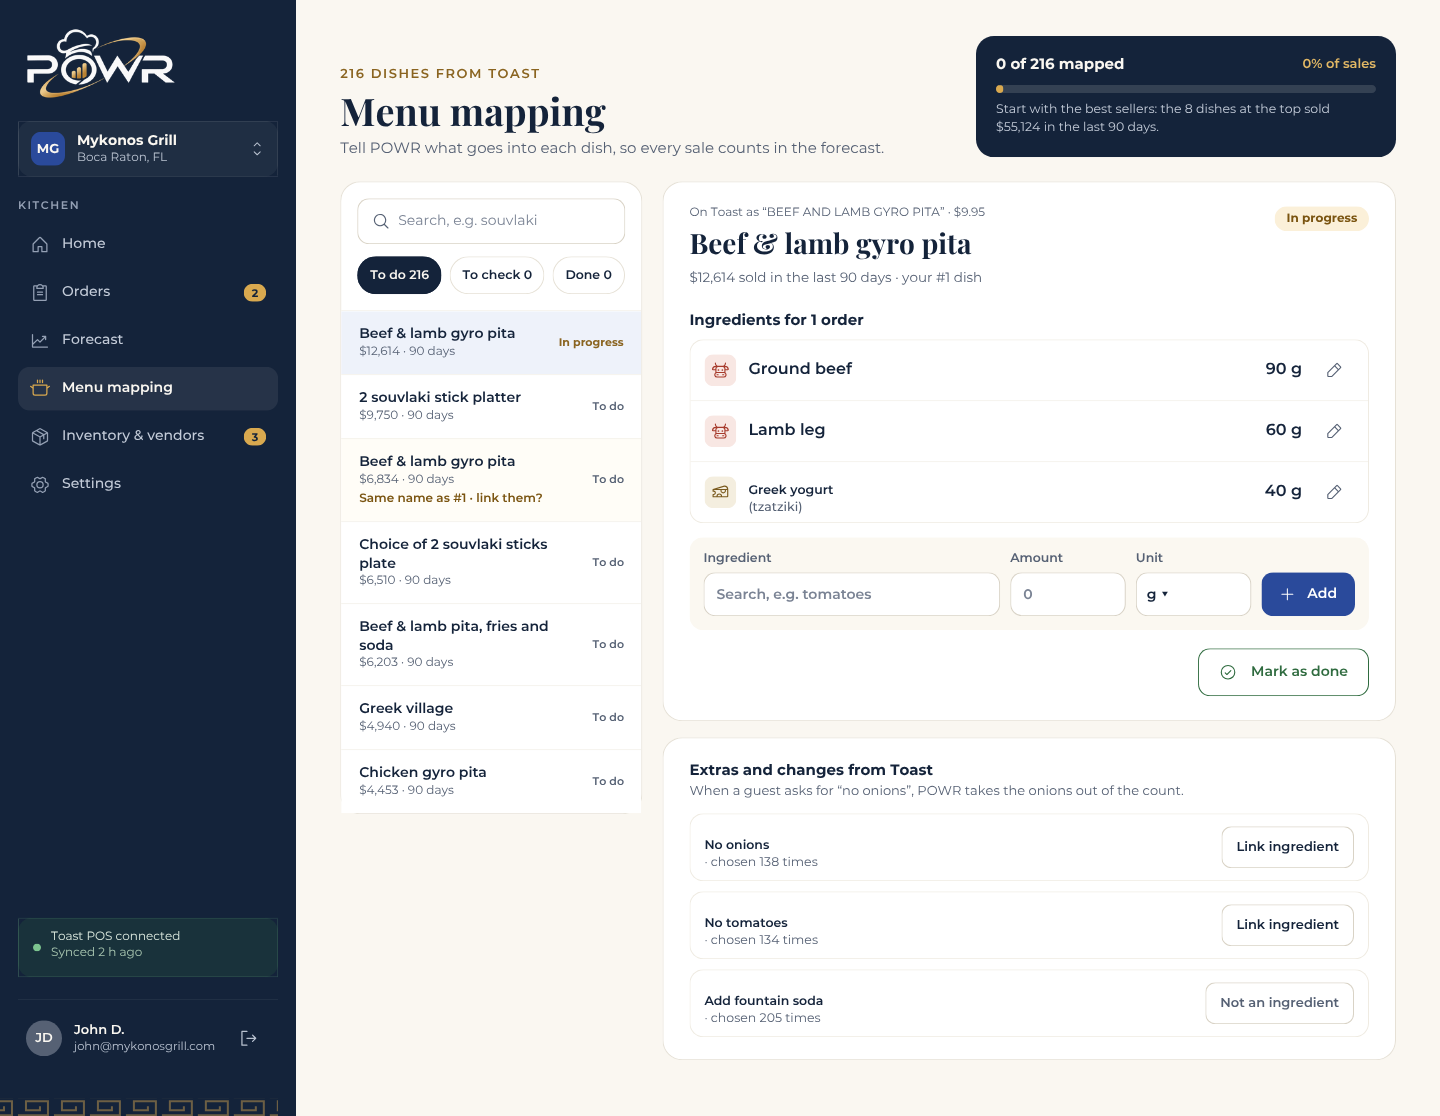 POWR
MG
Mykonos Grill
Boca Raton, FL
KITCHEN
Home
Orders
2
Forecast
Menu mapping
Inventory & vendors
3
Settings
Toast POS connected
Synced 2 h ago
JD
John D.
john@mykonosgrill.com
216 DISHES FROM TOAST
Menu mapping
Tell POWR what goes into each dish, so every sale counts in the forecast.
0 of 216 mapped
0% of sales
Start with the best sellers: the 8 dishes at the top sold
$55,124 in the last 90 days.
Search, e.g. souvlaki
To do 216
To check 0
Done 0
Beef & lamb gyro pita
$12,614 · 90 days
In progress
2 souvlaki stick platter
$9,750 · 90 days
To do
Beef & lamb gyro pita
$6,834 · 90 days
Same name as #1 · link them?
To do
Choice of 2 souvlaki sticks
plate
$6,510 · 90 days
To do
Beef & lamb pita, fries and
soda
$6,203 · 90 days
To do
Greek village
$4,940 · 90 days
To do
Chicken gyro pita
$4,453 · 90 days
To do
On Toast as “BEEF AND LAMB GYRO PITA” · $9.95
Beef & lamb gyro pita
$12,614 sold in the last 90 days · your #1 dish
In progress
Ingredients for 1 order
Ground beef
90 g
Lamb leg
60 g
Greek yogurt
(tzatziki)
40 g
Ingredient
Amount
Unit
Search, e.g. tomatoes
0
g
Add
Mark as done
Extras and changes from Toast
When a guest asks for “no onions”, POWR takes the onions out of the count.
No onions
· chosen 138 times
Link ingredient
No tomatoes
· chosen 134 times
Link ingredient
Add fountain soda
· chosen 205 times
Not an ingredient